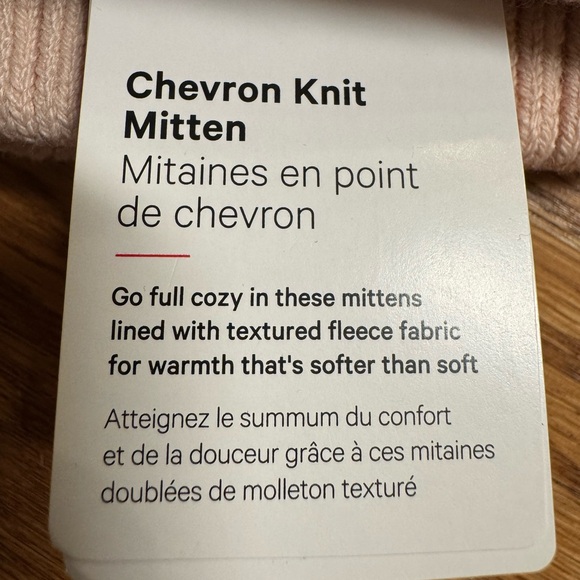 Chevron Knit
Mitten
Mitaines en point
de chevron
Go full cozy in these mittens
lined with textured fleece fabric
for warmth that's softer than soft
Atteignez le summum du confort
et de la douceur grâce à ces mitaines
doublées de molleton texturé